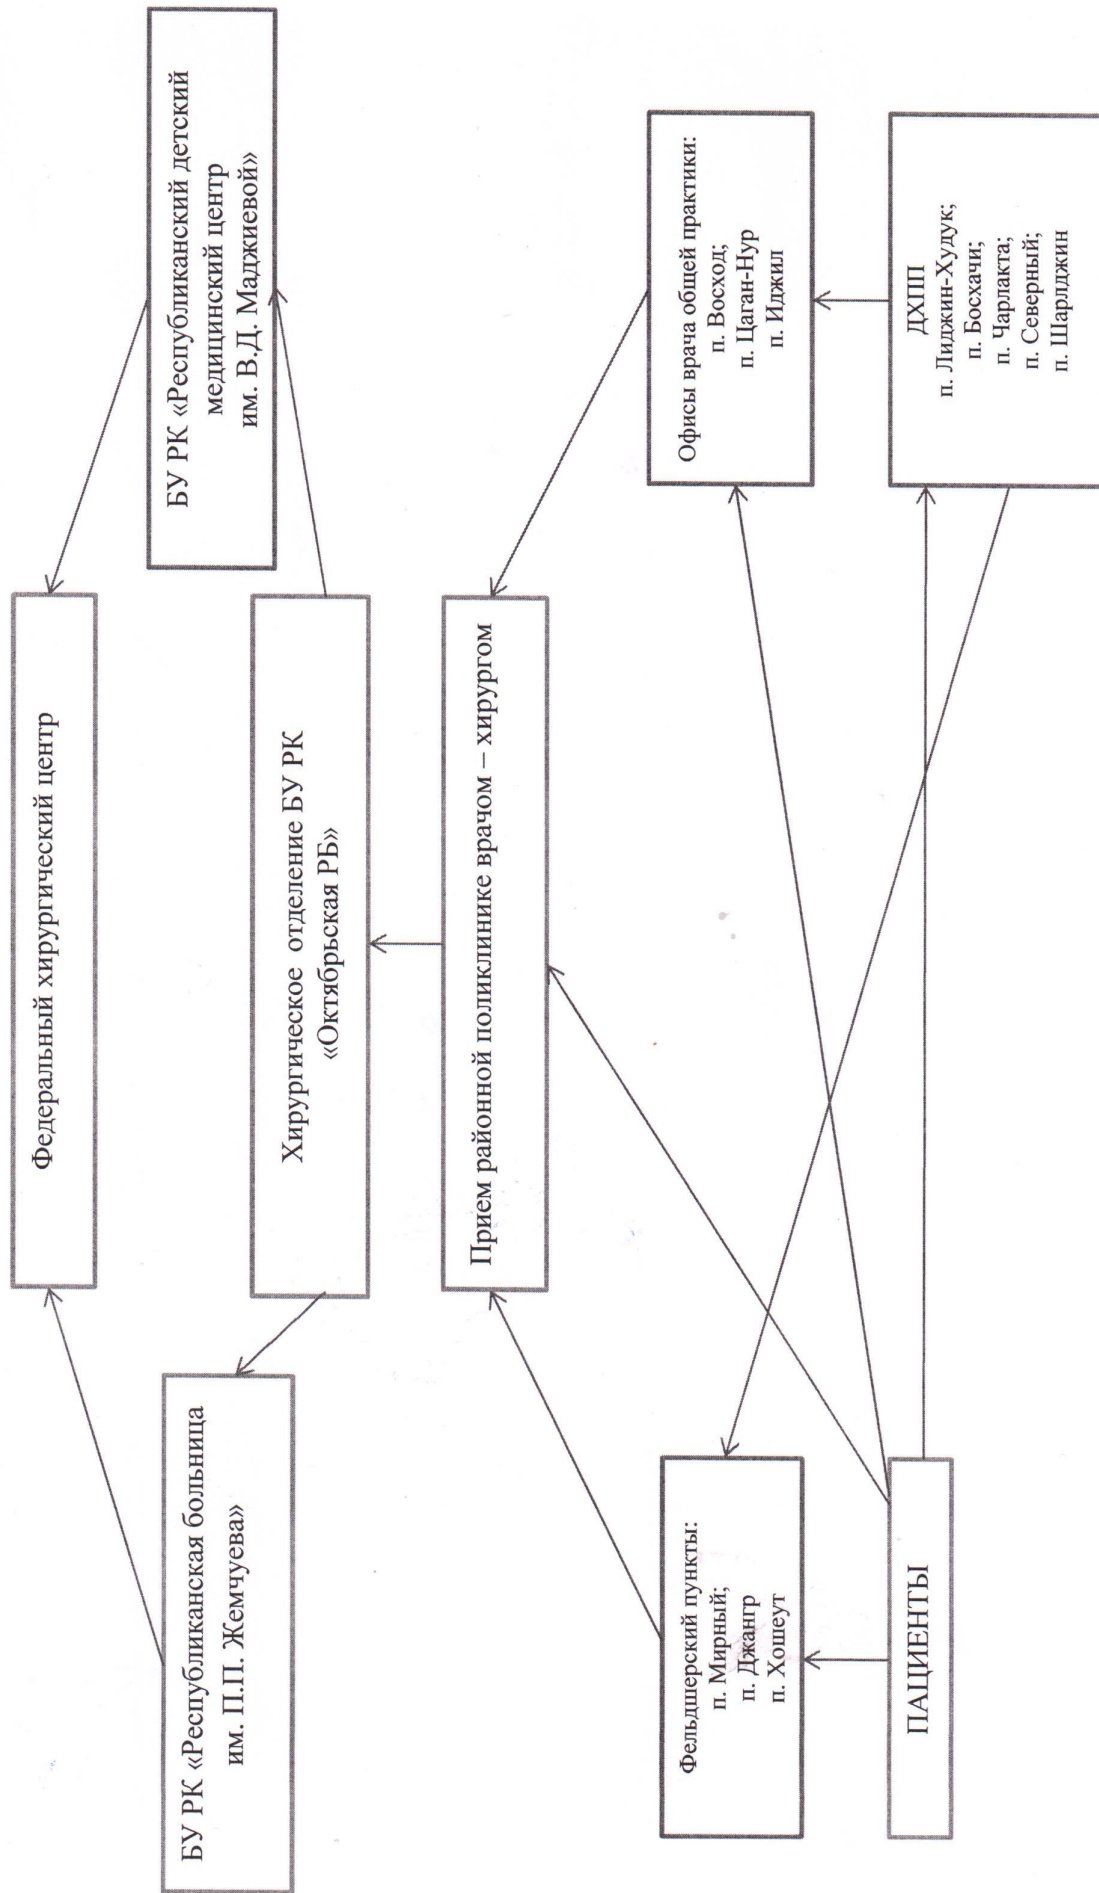 Федеральный хирургический центр
БУ РК «Республиканская больница
им. П.П. Жемчуева»
БУ РК «Республиканский детский
медицинский центр
им. В.Д. Маджиевой»
Хирургическое отделение БУ РК
«Октябрьская РБ»
Прием районной поликлинике врачом – хирургом
Фельдшерский пункты:
п. Мирный;
п. Джангр
п. Хошеут
Офисы врача общей практики:
п. Восход;
п. Цаган-Нур
п. Иджил
ПАЦИЕНТЫ
ДХПП
п. Лиджин-Худук;
п. Босхачи;
п. Чарлакта;
п. Северный;
п. Шарлджин